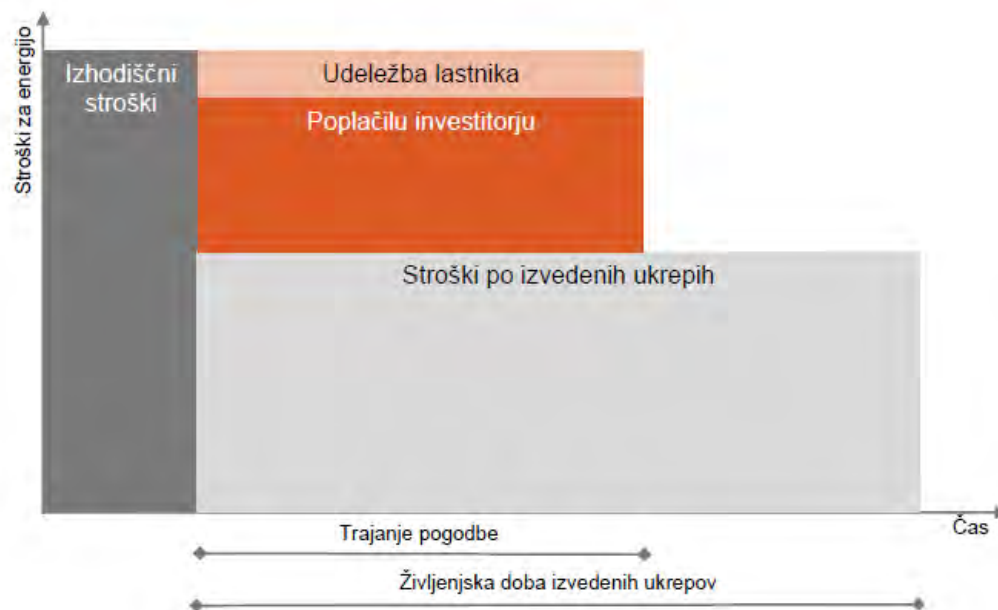 Stroški za energijo
Izhodiščni
stroški
Udeležba lastnika
Poplačilu investitorju
Stroški po izvedenih ukrepih
Čas
Trajanje pogodbe
Življenjska doba izvedenih ukrepov